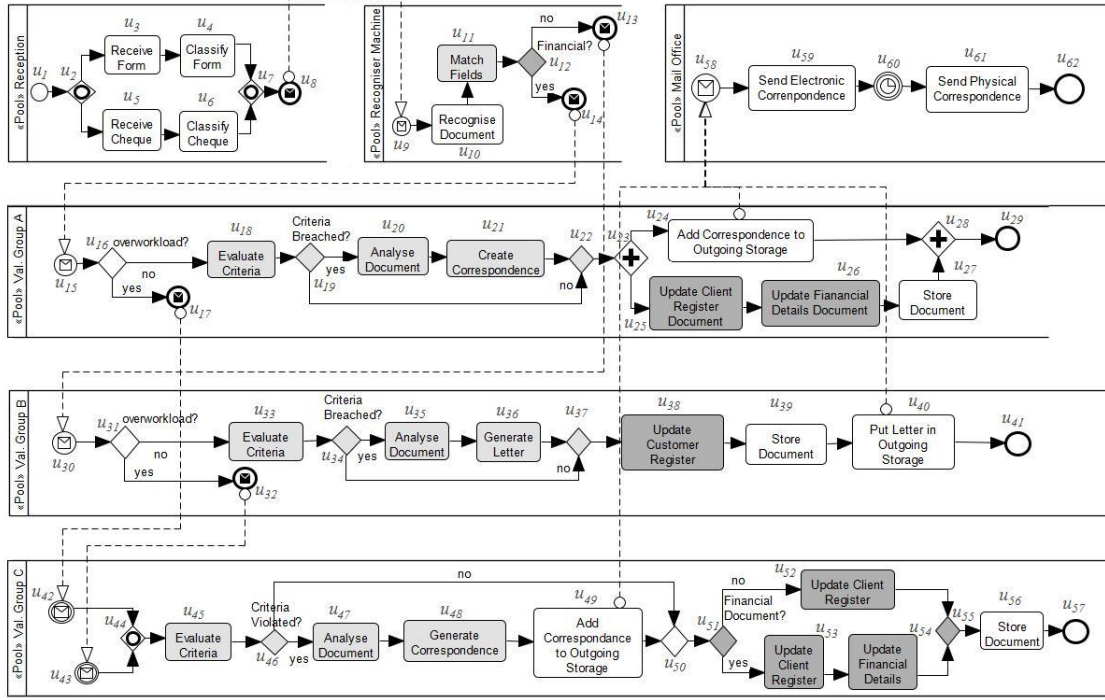 «Pool» Reception
u1
u2
u3
Receive
Form
u4
Classify
Form
u5
Receive
Cheque
u6
Classify
Cheque
u7
u8
«Pool» Recogniser Machine
u9
Recognise
Document
u10
u11
Match
Fields
u12
Financial?
no
yes
u13
u14
«Pool» Mail Office
u58
u59
Send Electronic
Correnpondence
u60
u61
Send Physical
Correspondence
u62
«Pool» Val. Group A
u15
u16
overworkload?
no
yes
u17
u18
Evaluate
Criteria
Criteria
Breached?
yes
u19
u20
Analyse
Document
u21
Create
Correspondence
no
u22
u23
u24
Add Correspondence to
Outgoing Storage
u25
Update Client
Register
Document
u26
Update Fianancial
Details Document
u27
Store
Document
u28
u29
«Pool» Val. Group B
u30
u31
overworkload?
no
yes
u32
u33
Evaluate
Criteria
Criteria
Breached?
u34
yes
u35
Analyse
Document
u36
Generate
Letter
no
u37
u38
Update
Customer
Register
u39
Store
Document
u40
Put Letter in
Outgoing
Storage
u41
«Pool» Val. Group C
u42
u43
u44
u45
Evaluate
Criteria
Criteria
Violated?
u46
yes
no
u47
Analyse
Document
u48
Generate
Correspondence
u49
Add
Correspondance
to Outgoing
Storage
u50
u51
no
Financial
Document?
yes
u52
Update Client
Register
u53
Update
Client
Register
u54
Update
Financial
Details
u55
u56
Store
Document
u57